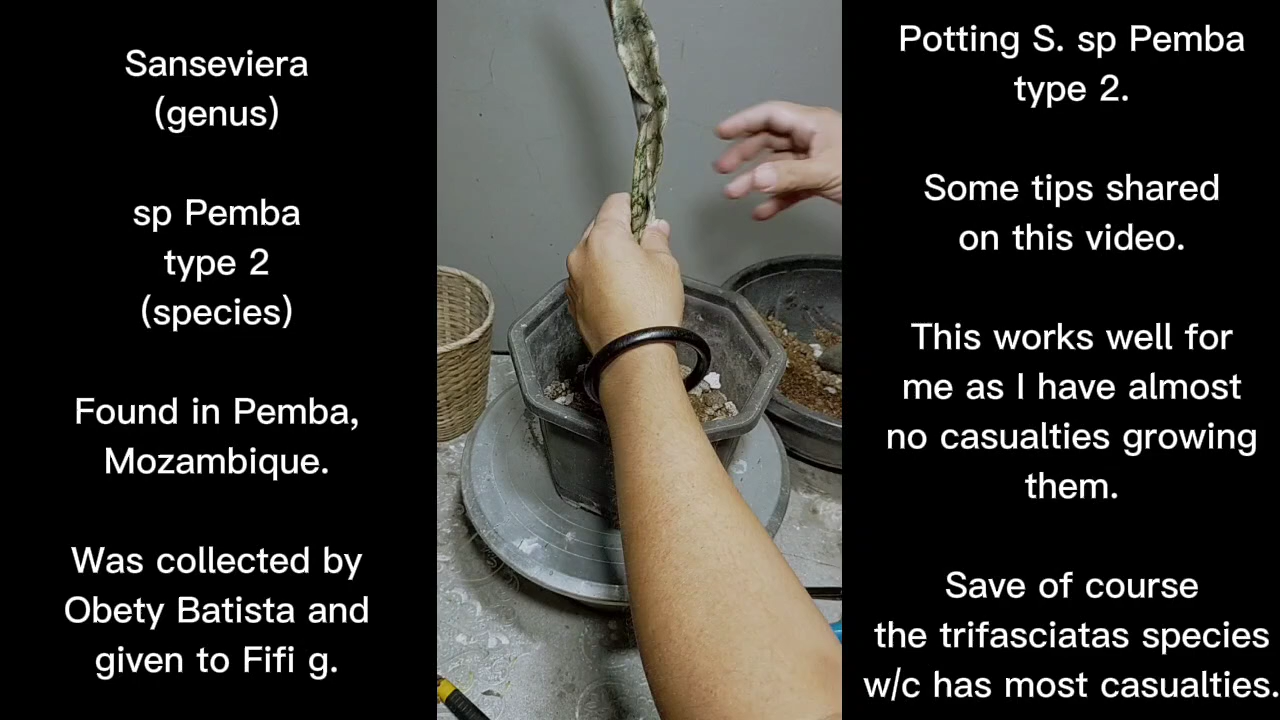 Sanseviera
(genus)
sp Pemba
type 2
(species)
Found in Pemba,
Mozambique.
Was collected by
Obety Batista and
given to Fifi g.
Potting S. sp Pemba
type 2.
Some tips shared
on this video.
This works well for
me as I have almost
no casualties growing
them.
Save of course
the trifasciatas species
w/c has most casualties.